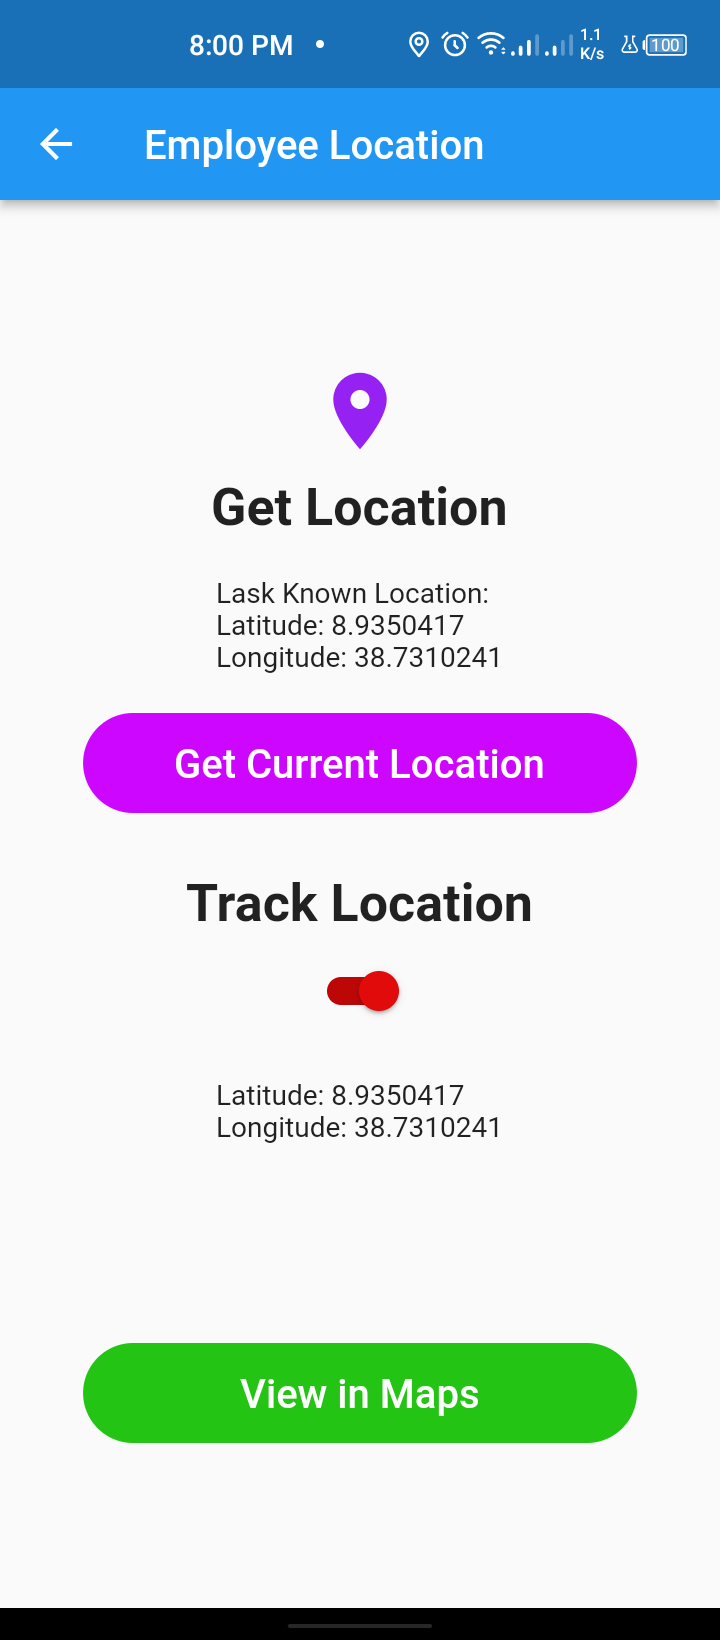 8:00 PM
1.1
K/s
100
Employee Location
Get Location
Lask Known Location:
Latitude: 8.9350417
Longitude: 38.7310241
Get Current Location
Track Location
Latitude: 8.9350417
Longitude: 38.7310241
View in Maps